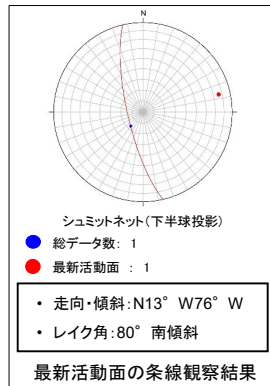 N
シュミットネット(下半球投影)
総データ数: 1
最新活動面 : 1
・ 走向・傾斜:N13° W76° W
・ レイク角:80° 南傾斜
最新活動面の条線観察結果